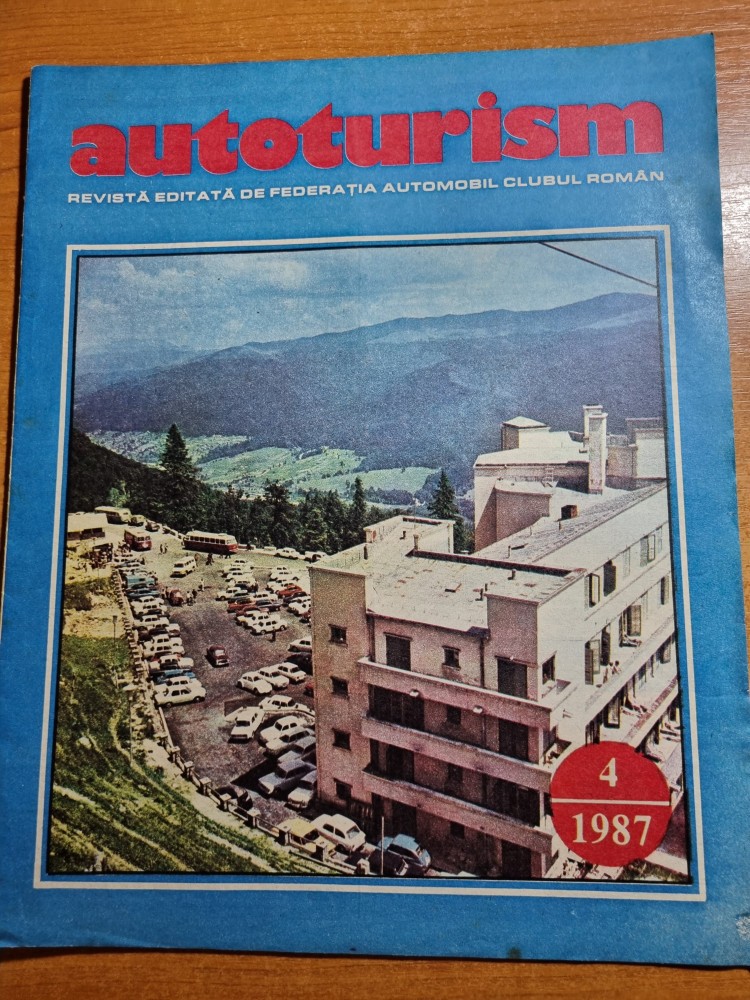 autoturism
REVISTĂ EDITATĂ DE FEDERAȚIA AUTOMOBIL CLUBUL ROMÂN
4
1987